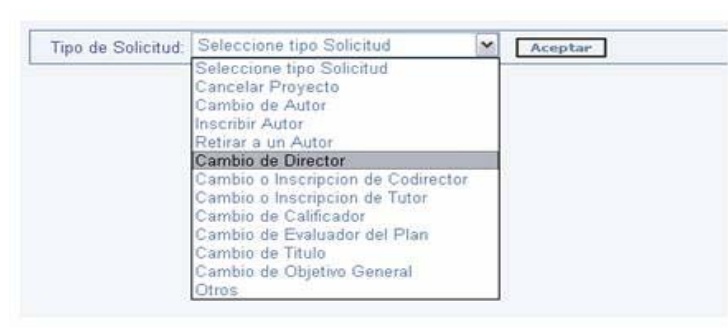 Tipo de Solicitud: Seleccione tipo Solicitud Aceptar
Seleccione tipo Solicitud
Cancelar Proyecto
Cambio de Autor
Inscribir Autor
Retirar a un Autor
Cambio de Director
Cambio o Inscripcion de Codirector
Cambio o Inscripcion de Tutor
Cambio de Calificador
Cambio de Evaluador del Plan
Cambio de Titulo
Cambio de Objetivo General
Otros